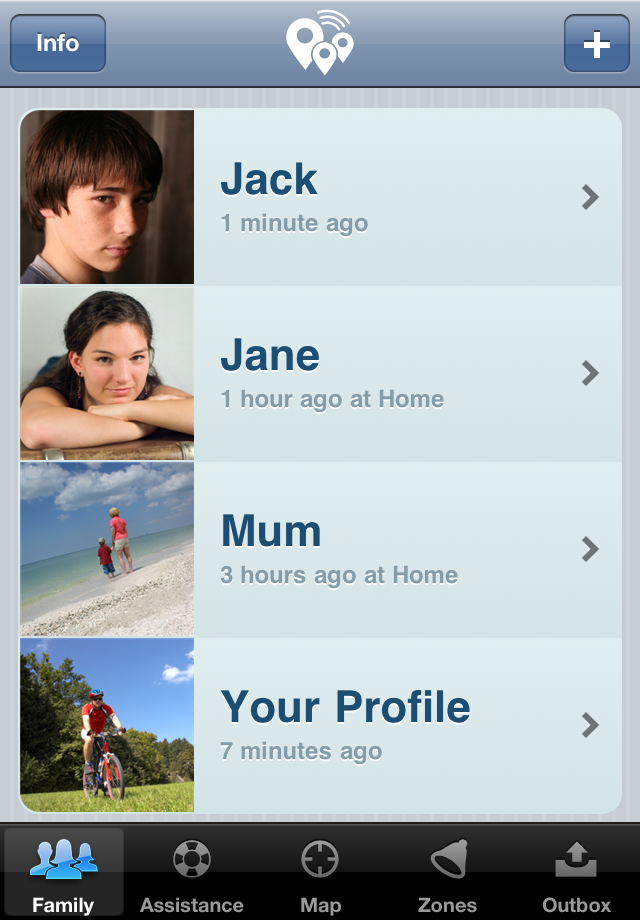 Info
Jack
1 minute ago
Jane
1 hour ago at Home
Mum
3 hours ago at Home
Your Profile
7 minutes ago
Family
Assistance
Map
Zones
Outbox